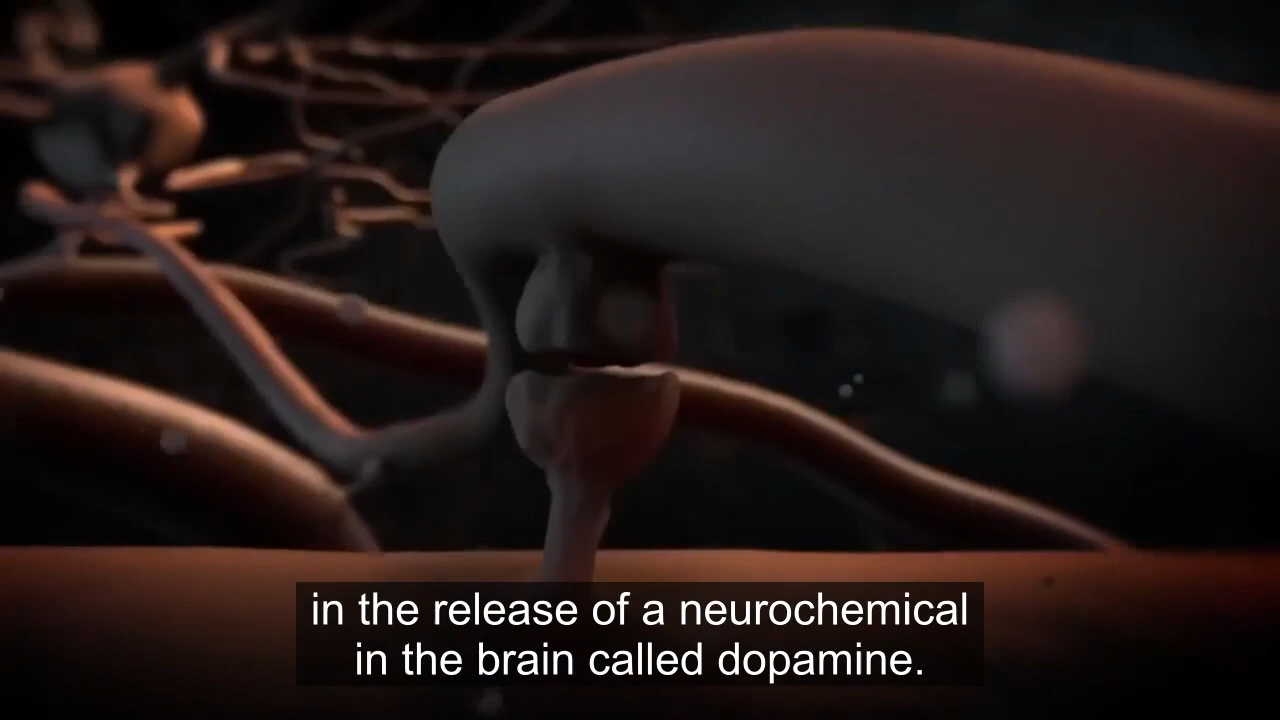 in the release of a neurochemical
in the brain called dopamine.